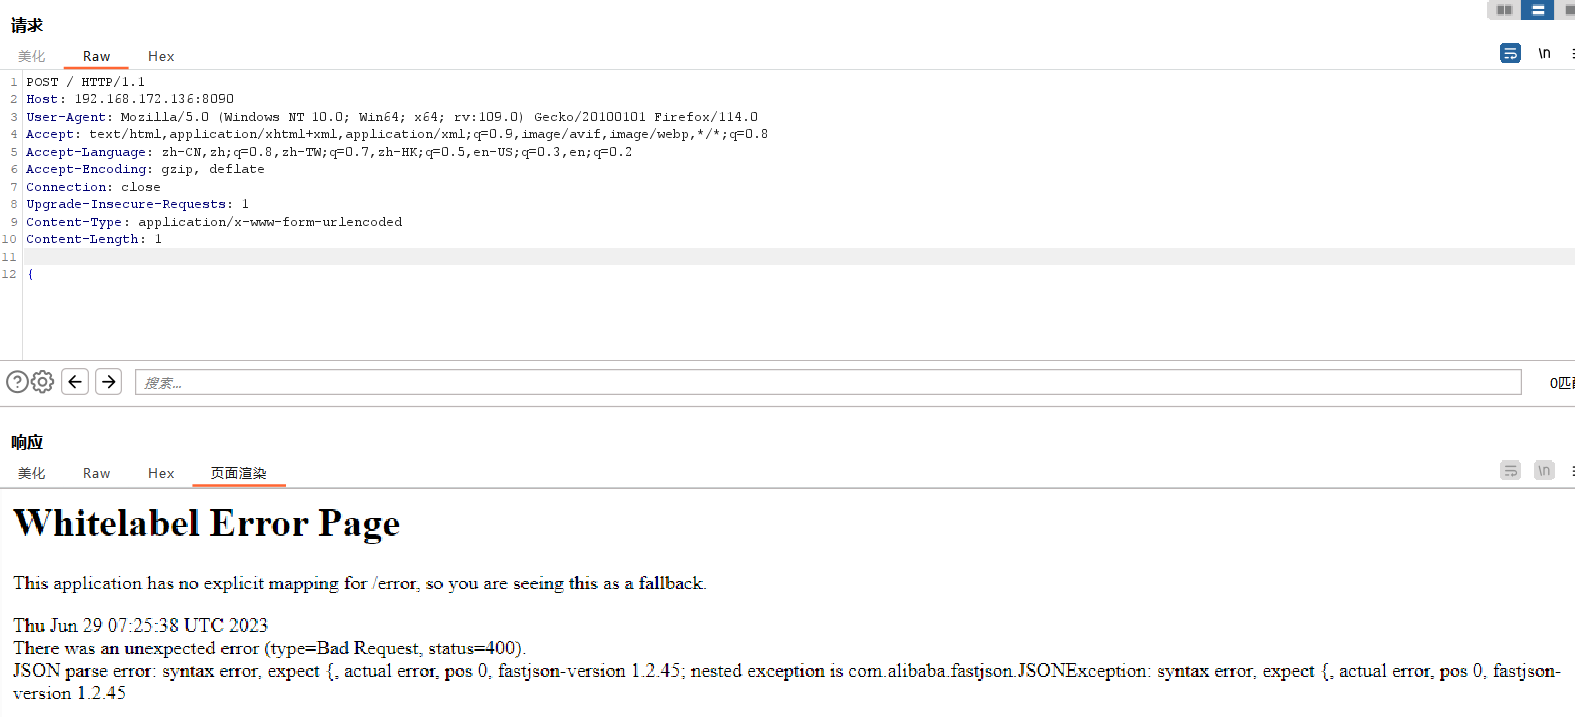 请求
美化 Raw Hex
\n
1 POST / HTTP/1.1
2 Host: 192.168.172.136:8090
3 User-Agent: Mozilla/5.0 (Windows NT 10.0; Win64; x64; rv:109.0) Gecko/20100101 Firefox/114.0
4 Accept: text/html,application/xhtml+xml,application/xml;q=0.9,image/avif,image/webp,*/*;q=0.8
5 Accept-Language: zh-CN,zh;q=0.8,zh-TW;q=0.7,zh-HK;q=0.5,en-US;q=0.3,en;q=0.2
6 Accept-Encoding: gzip, deflate
7 Connection: close
8 Upgrade-Insecure-Requests: 1
9 Content-Type: application/x-www-form-urlencoded
10 Content-Length: 1
11
12 {
搜索... 0匹
响应
美化 Raw Hex 页面渲染
\n
Whitelabel Error Page
This application has no explicit mapping for /error, so you are seeing this as a fallback.
Thu Jun 29 07:25:38 UTC 2023
There was an unexpected error (type=Bad Request, status=400).
JSON parse error: syntax error, expect {, actual error, pos 0, fastjson-version 1.2.45; nested exception is com.alibaba.fastjson.JSONException: syntax error, expect {, actual error, pos 0, fastjson-
version 1.2.45